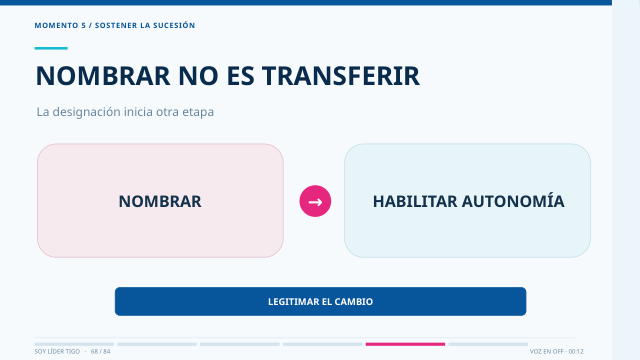 MOMENTO 5 / SOSTENER LA SUCESIÓN
NOMBRAR NO ES TRANSFERIR
La designación inicia otra etapa
NOMBRAR
→
HABILITAR AUTONOMÍA
LEGITIMAR EL CAMBIO
SOY LÍDER TIGO · 68 / 84
VOZ EN OFF · 00:12